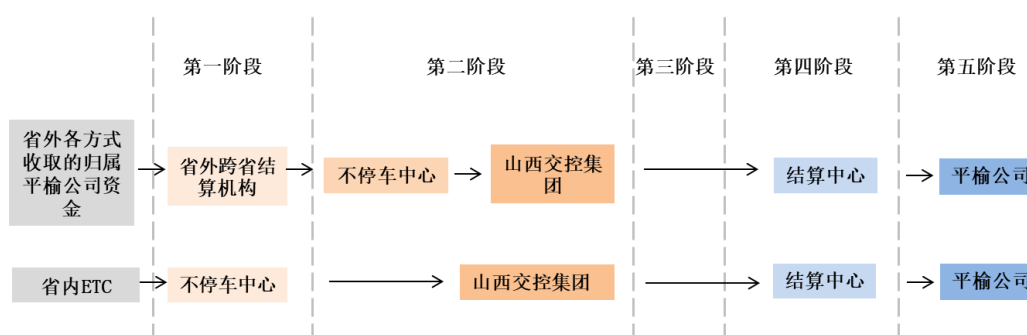 第一阶段
第二阶段
第三阶段
第四阶段
第五阶段
省外各方式
收取的归属
平榆公司资
金
省外跨省结
算机构
不停车中心
山西交控集
团
结算中心
平榆公司
省内ETC
不停车中心
山西交控集团
结算中心
平榆公司